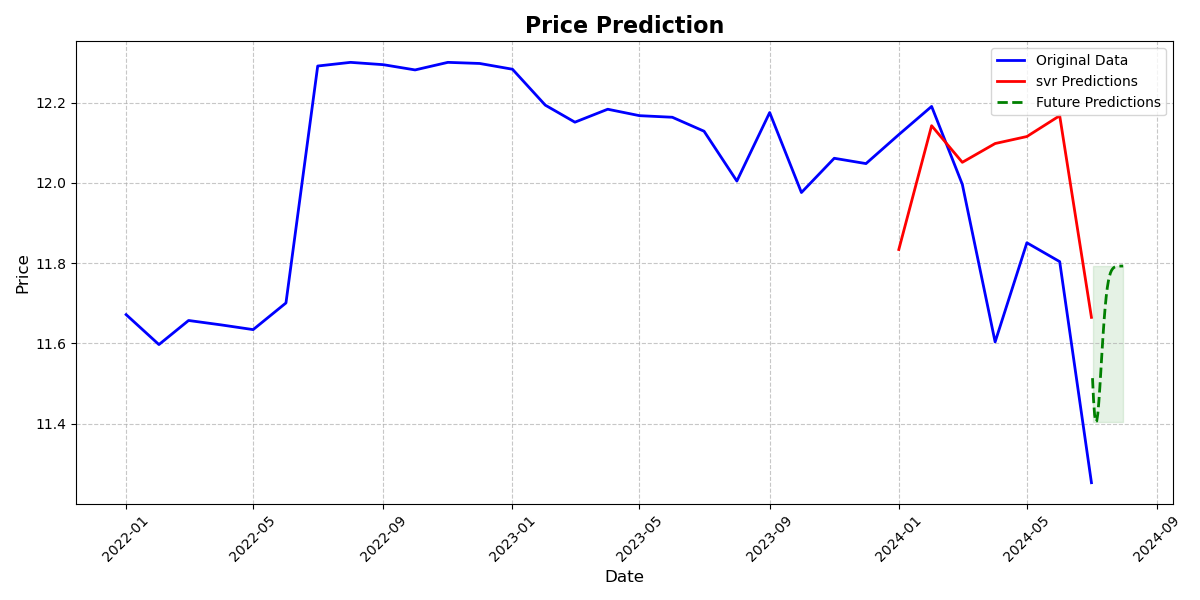 Price Prediction
Original Data
svr Predictions
Future Predictions
Price
12.2
12.0
11.8
11.6
11.4
2022-01
2022-05
2022-09
2023-01
2023-05
2023-09
2024-01
2024-05
2024-09
Date